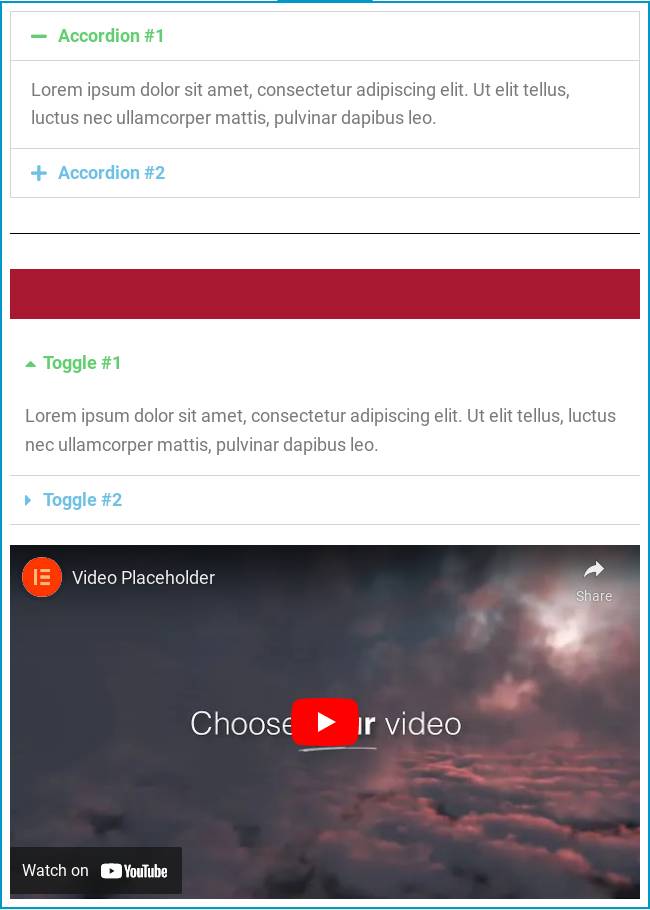 Accordion #1
Lorem ipsum dolor sit amet, consectetur adipiscing elit. Ut elit tellus,
luctus nec ullamcorper mattis, pulvinar dapibus leo.
Accordion #2
Toggle #1
Lorem ipsum dolor sit amet, consectetur adipiscing elit. Ut elit tellus, luctus
nec ullamcorper mattis, pulvinar dapibus leo.
Toggle #2
Video Placeholder
Share
Choose video
Watch on YouTube